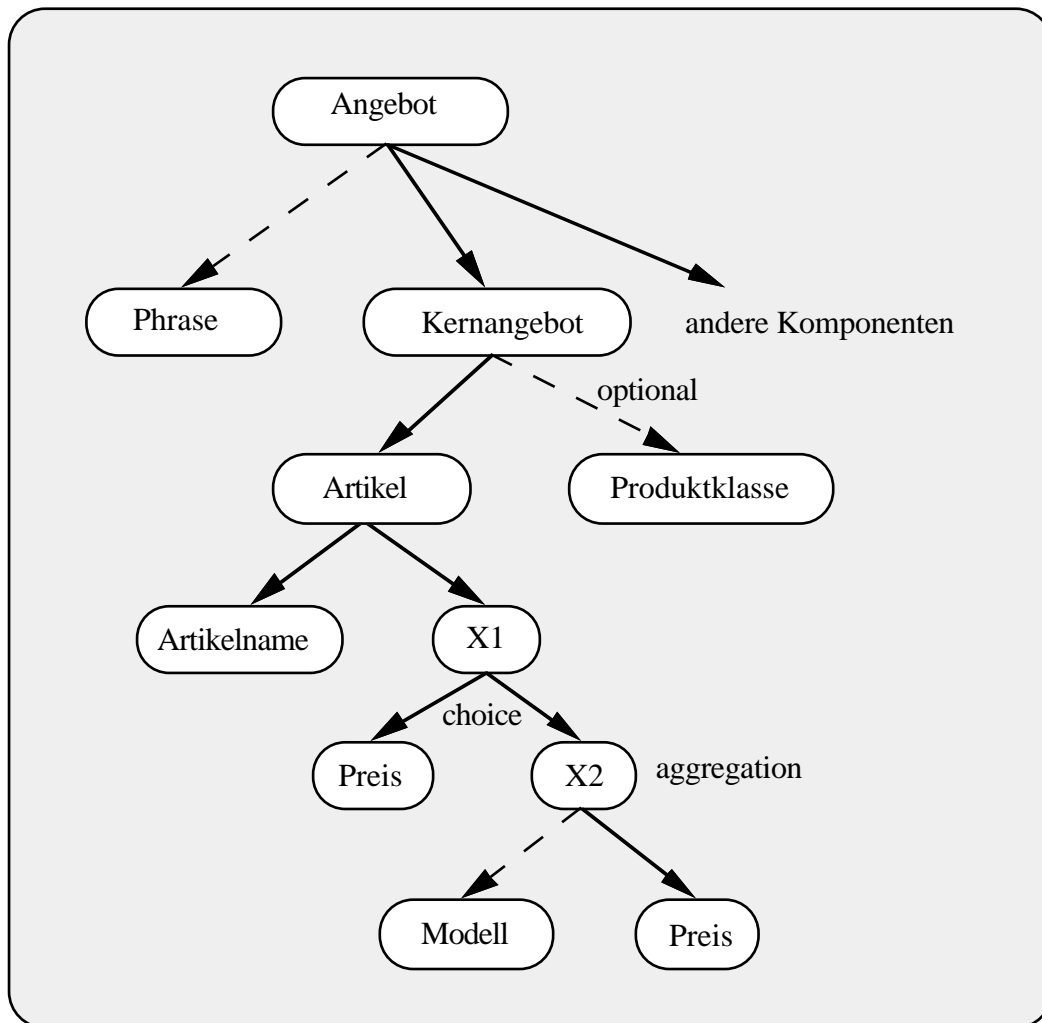 Angebot
Phrase
Kernangebot
andere Komponenten
optional
Artikel
Produktklasse
Artikelname
X1
choice
Preis
X2
aggregation
Modell
Preis